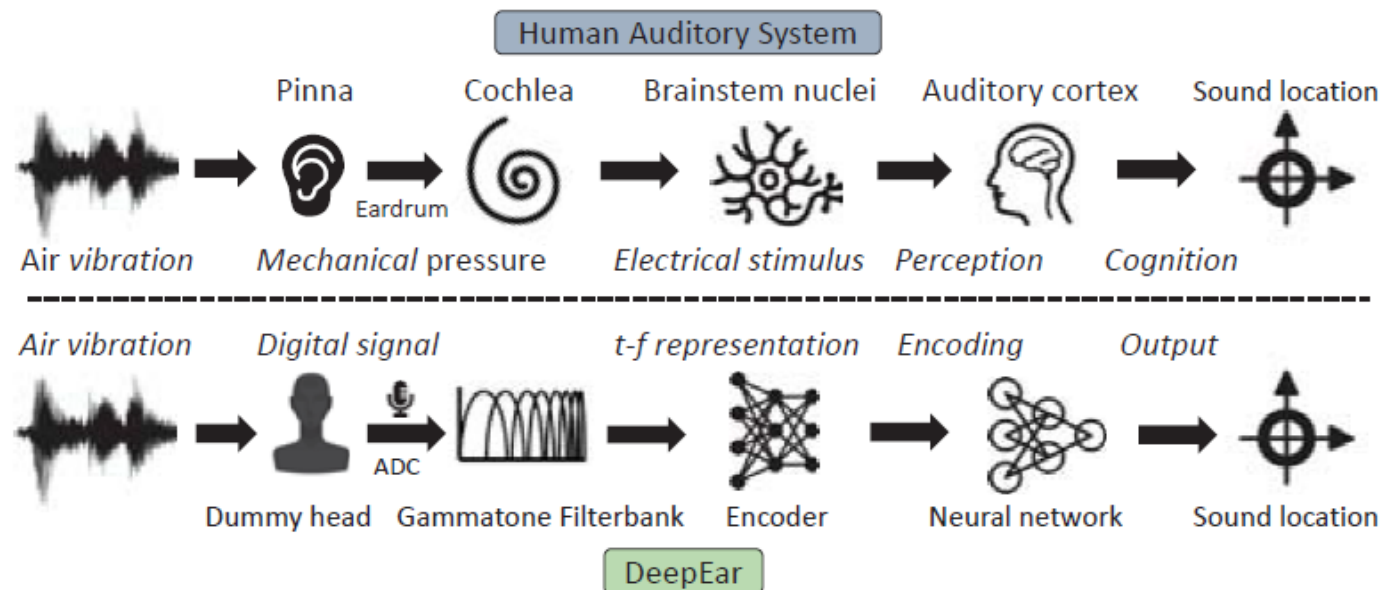 Human Auditory System
Pinna Cochlea Brainstem nuclei Auditory cortex Sound location
Eardrum
Air vibration Mechanical pressure Electrical stimulus Perception Cognition
Air vibration Digital signal t-f representation Encoding Output
ADC
Dummy head Gammatone Filterbank Encoder Neural network Sound location
DeepEar